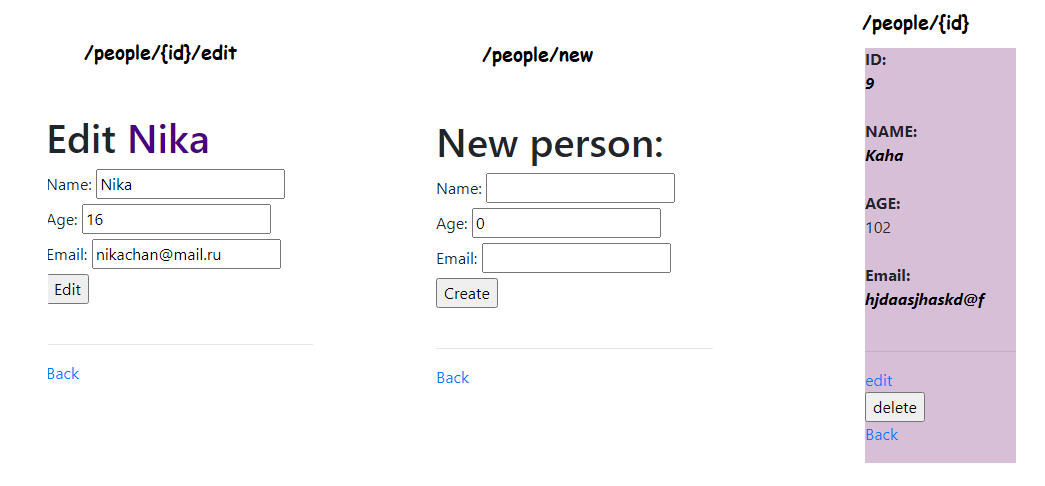 /people/{id}/edit
Edit Nika
Name: Nika
Age: 16
Email: nikachan@mail.ru
Edit
Back
/people/new
New person:
Name:
Age: 0
Email:
Create
Back
/people/{id}
ID:
9
NAME:
Kaha
AGE:
102
Email:
hjdaasjhaskd@f
edit
delete
Back